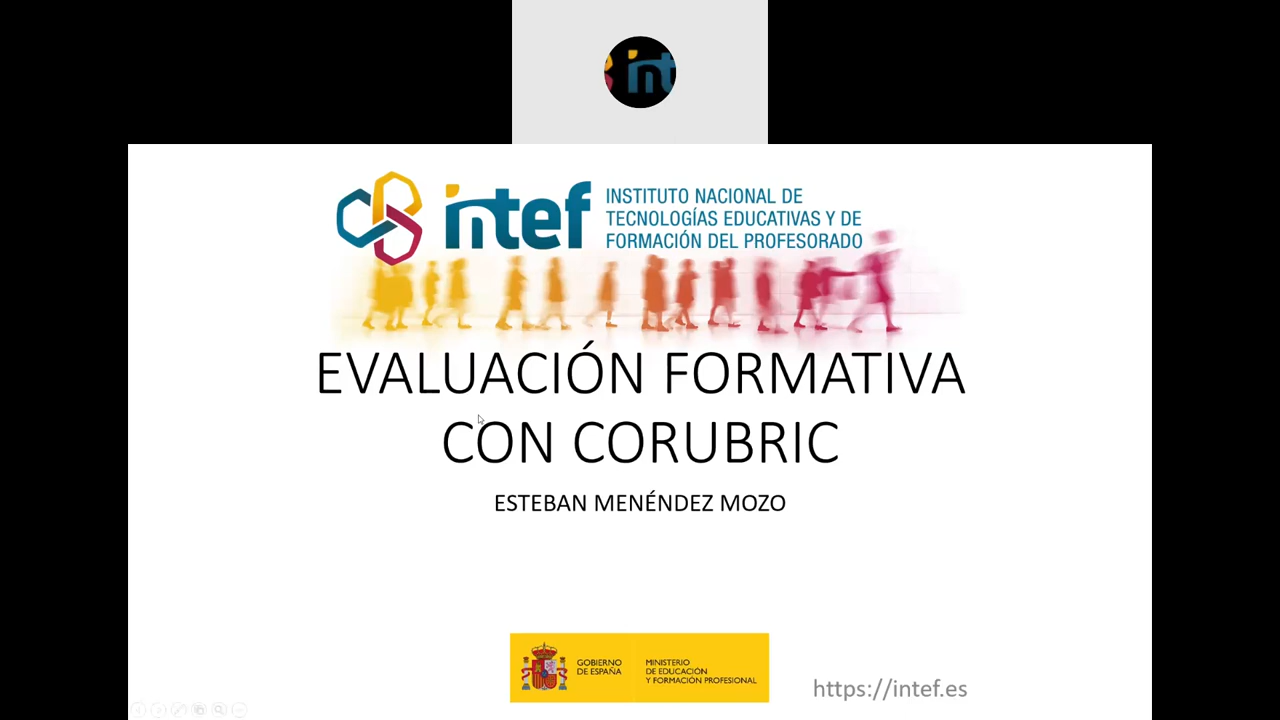 int
intef
INSTITUTO NACIONAL DE
TECNOLOGÍAS EDUCATIVAS Y DE
FORMACIÓN DEL PROFESORADO
EVALUACIÓN FORMATIVA
CON CORUBRIC
ESTEBAN MENÉNDEZ MOZO
GOBIERNO
DE ESPAÑA
MINISTERIO
DE EDUCACIÓN
Y FORMACIÓN PROFESIONAL
https://intef.es